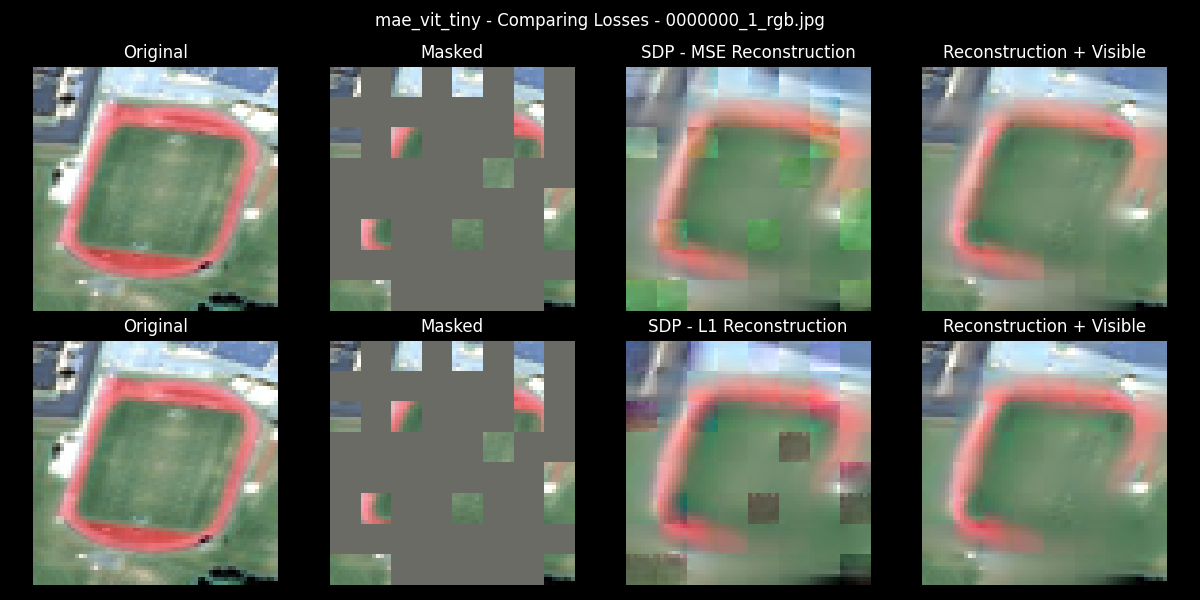 mae_vit_tiny - Comparing Losses - 0000000_1_rgb.jpg
Original
Masked
SDP - MSE Reconstruction
Reconstruction + Visible
Original
Masked
SDP - L1 Reconstruction
Reconstruction + Visible